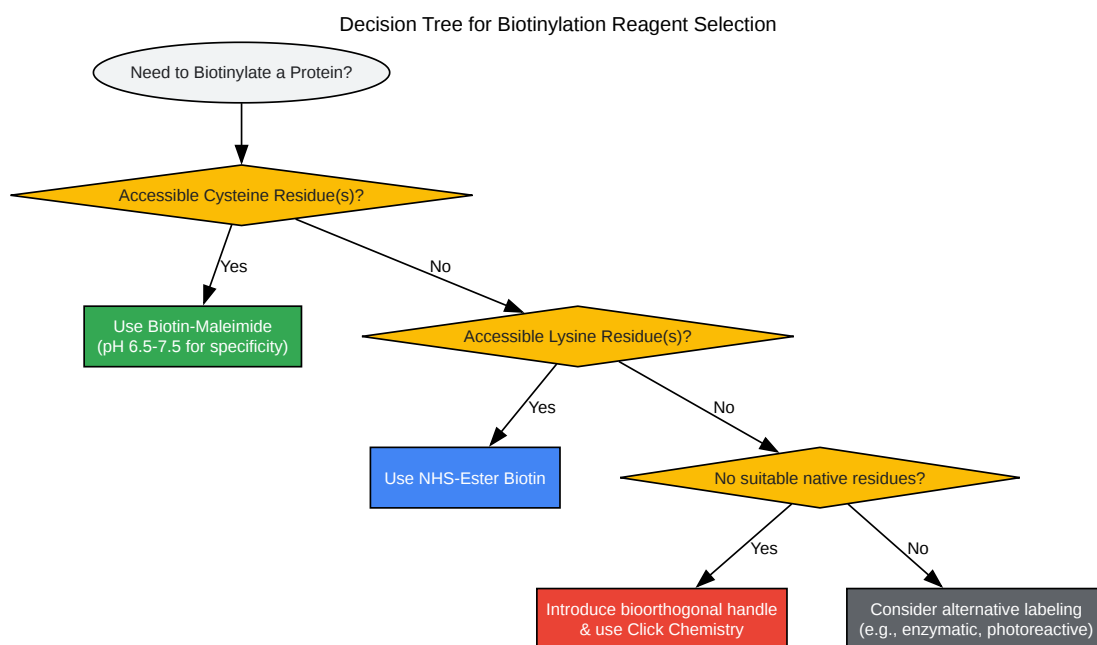 Decision Tree for Biotinylation Reagent Selection
Need to Biotinylate a Protein?
Accessible Cysteine Residue(s)?
Yes
No
Use Biotin-Maleimide
(pH 6.5-7.5 for specificity)
Accessible Lysine Residue(s)?
Yes
No
Use NHS-Ester Biotin
No suitable native residues?
Yes
No
Introduce bioorthogonal handle
& use Click Chemistry
Consider alternative labeling
(e.g., enzymatic, photoreactive)